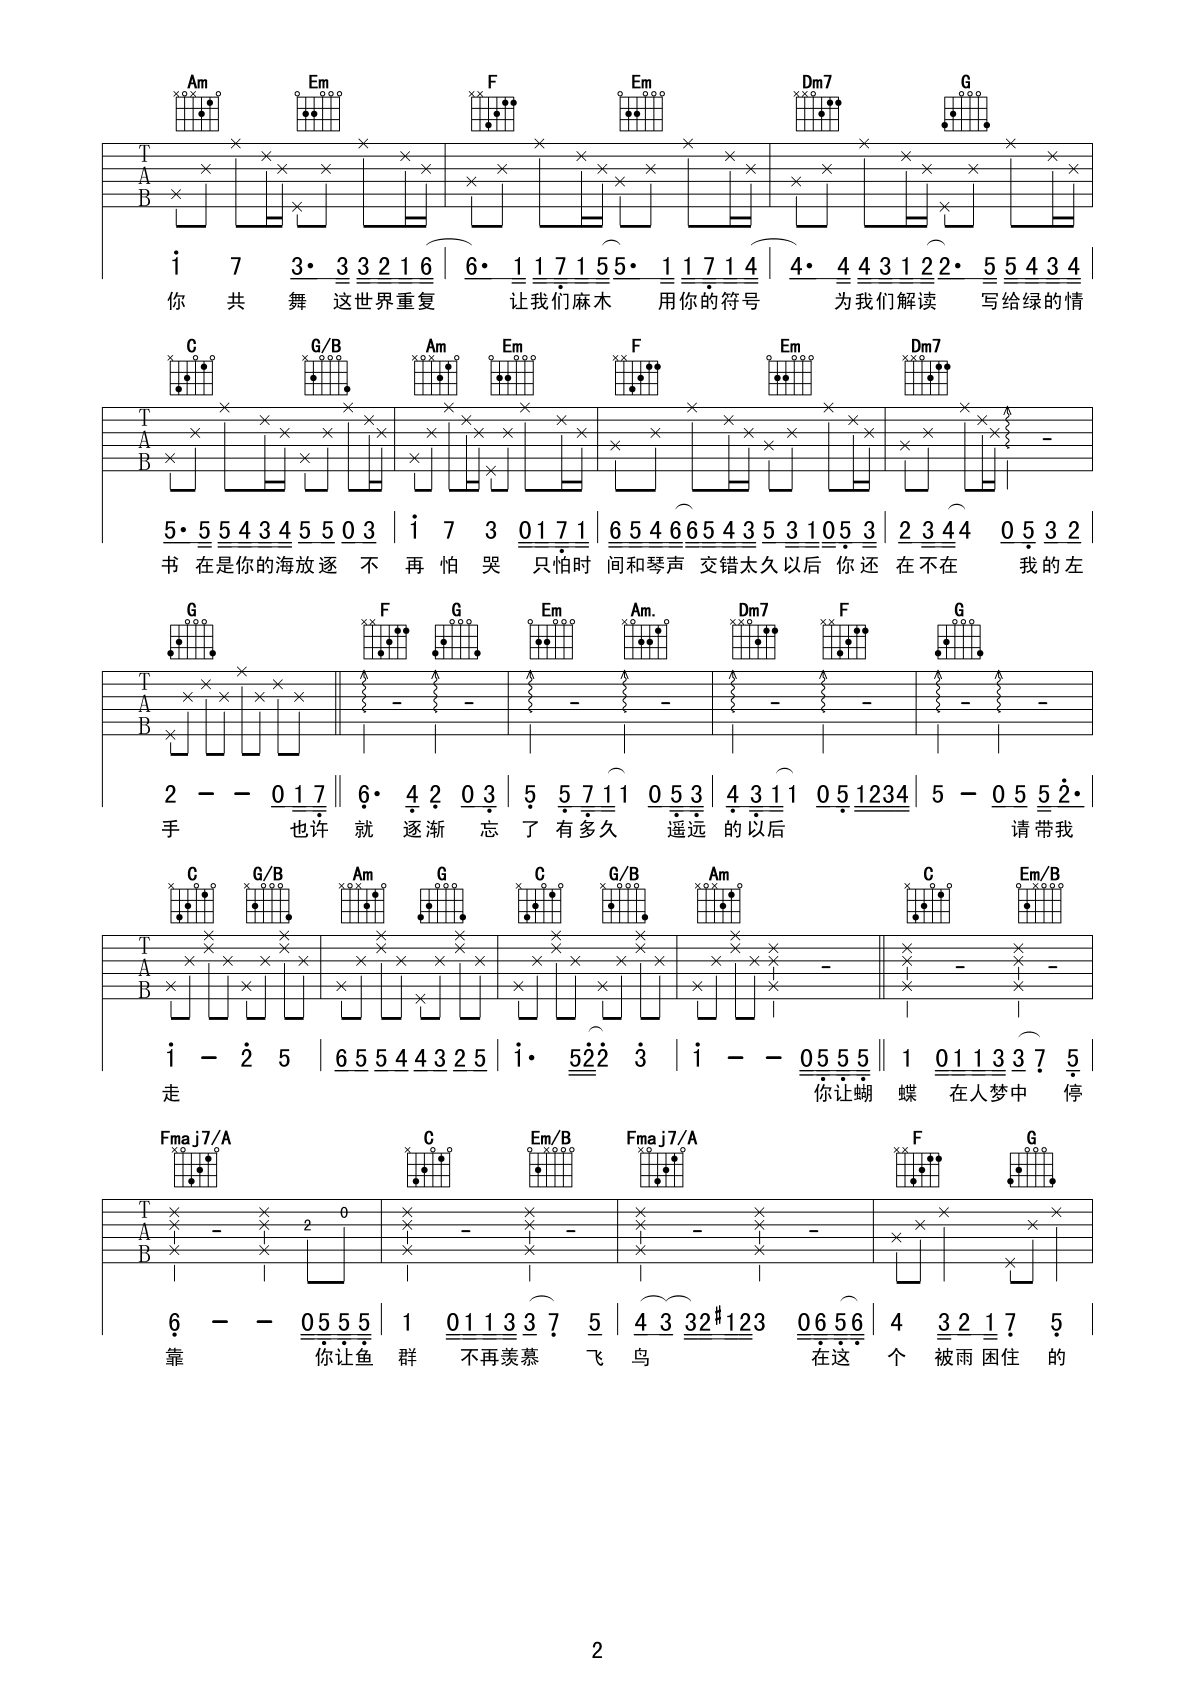 Am Em F Em Dm7 G
T
A
B
1 7 3· 3 3 2 1 6 6· 1 1 7 1 5 5· 1 1 7 1 4 4· 4 4 3 1 2 2· 5 5 4 3 4
你 共 舞 这世界重复 让我们麻木 用你的符号 为我们解读 写给绿的情
C G/B Am Em F Em Dm7
T
A
B
-
5· 5 5 4 3 4 5 5 0 3 1 7 3 0 1 7 1 6 5 4 6 6 5 4 3 5 3 1 0 5 3 2 3 4 4 0 5 3 2
书 在是你的海放逐 不 再 怕 哭 只怕时 间和琴声 交错太久以后 你还 在不在 我的左
G F G Em Am. Dm7 F G
T
A
B
- - - - - - - -
2 - - 0 1 7 6· 4 2 0 3 5 5 7 1 1 0 5 3 4 3 1 1 0 5 1 2 3 4 5 - 0 5 5 2·
手 也许 就 逐渐 忘 了 有多久 遥远 的以后 请带我
C G/B Am G C G/B Am C Em/B
T
A
B
- - -
1 - 2 5 6 5 5 4 4 3 2 5 1· 5 2 2 3 1 - - 0 5 5 5 1 0 1 1 3 3 7 5
走 你让蝴 蝶 在人梦中 停
Fmaj7/A C Em/B Fmaj7/A F G
T
A
B
- 2 0 - - - -
6 - - 0 5 5 5 1 0 1 1 3 3 7 5 4 3 3 2 #1 2 3 0 6 5 6 4 3 2 1 7 5
靠 你让鱼 群 不再羡慕 飞 鸟 在这 个 被雨困住 的
2